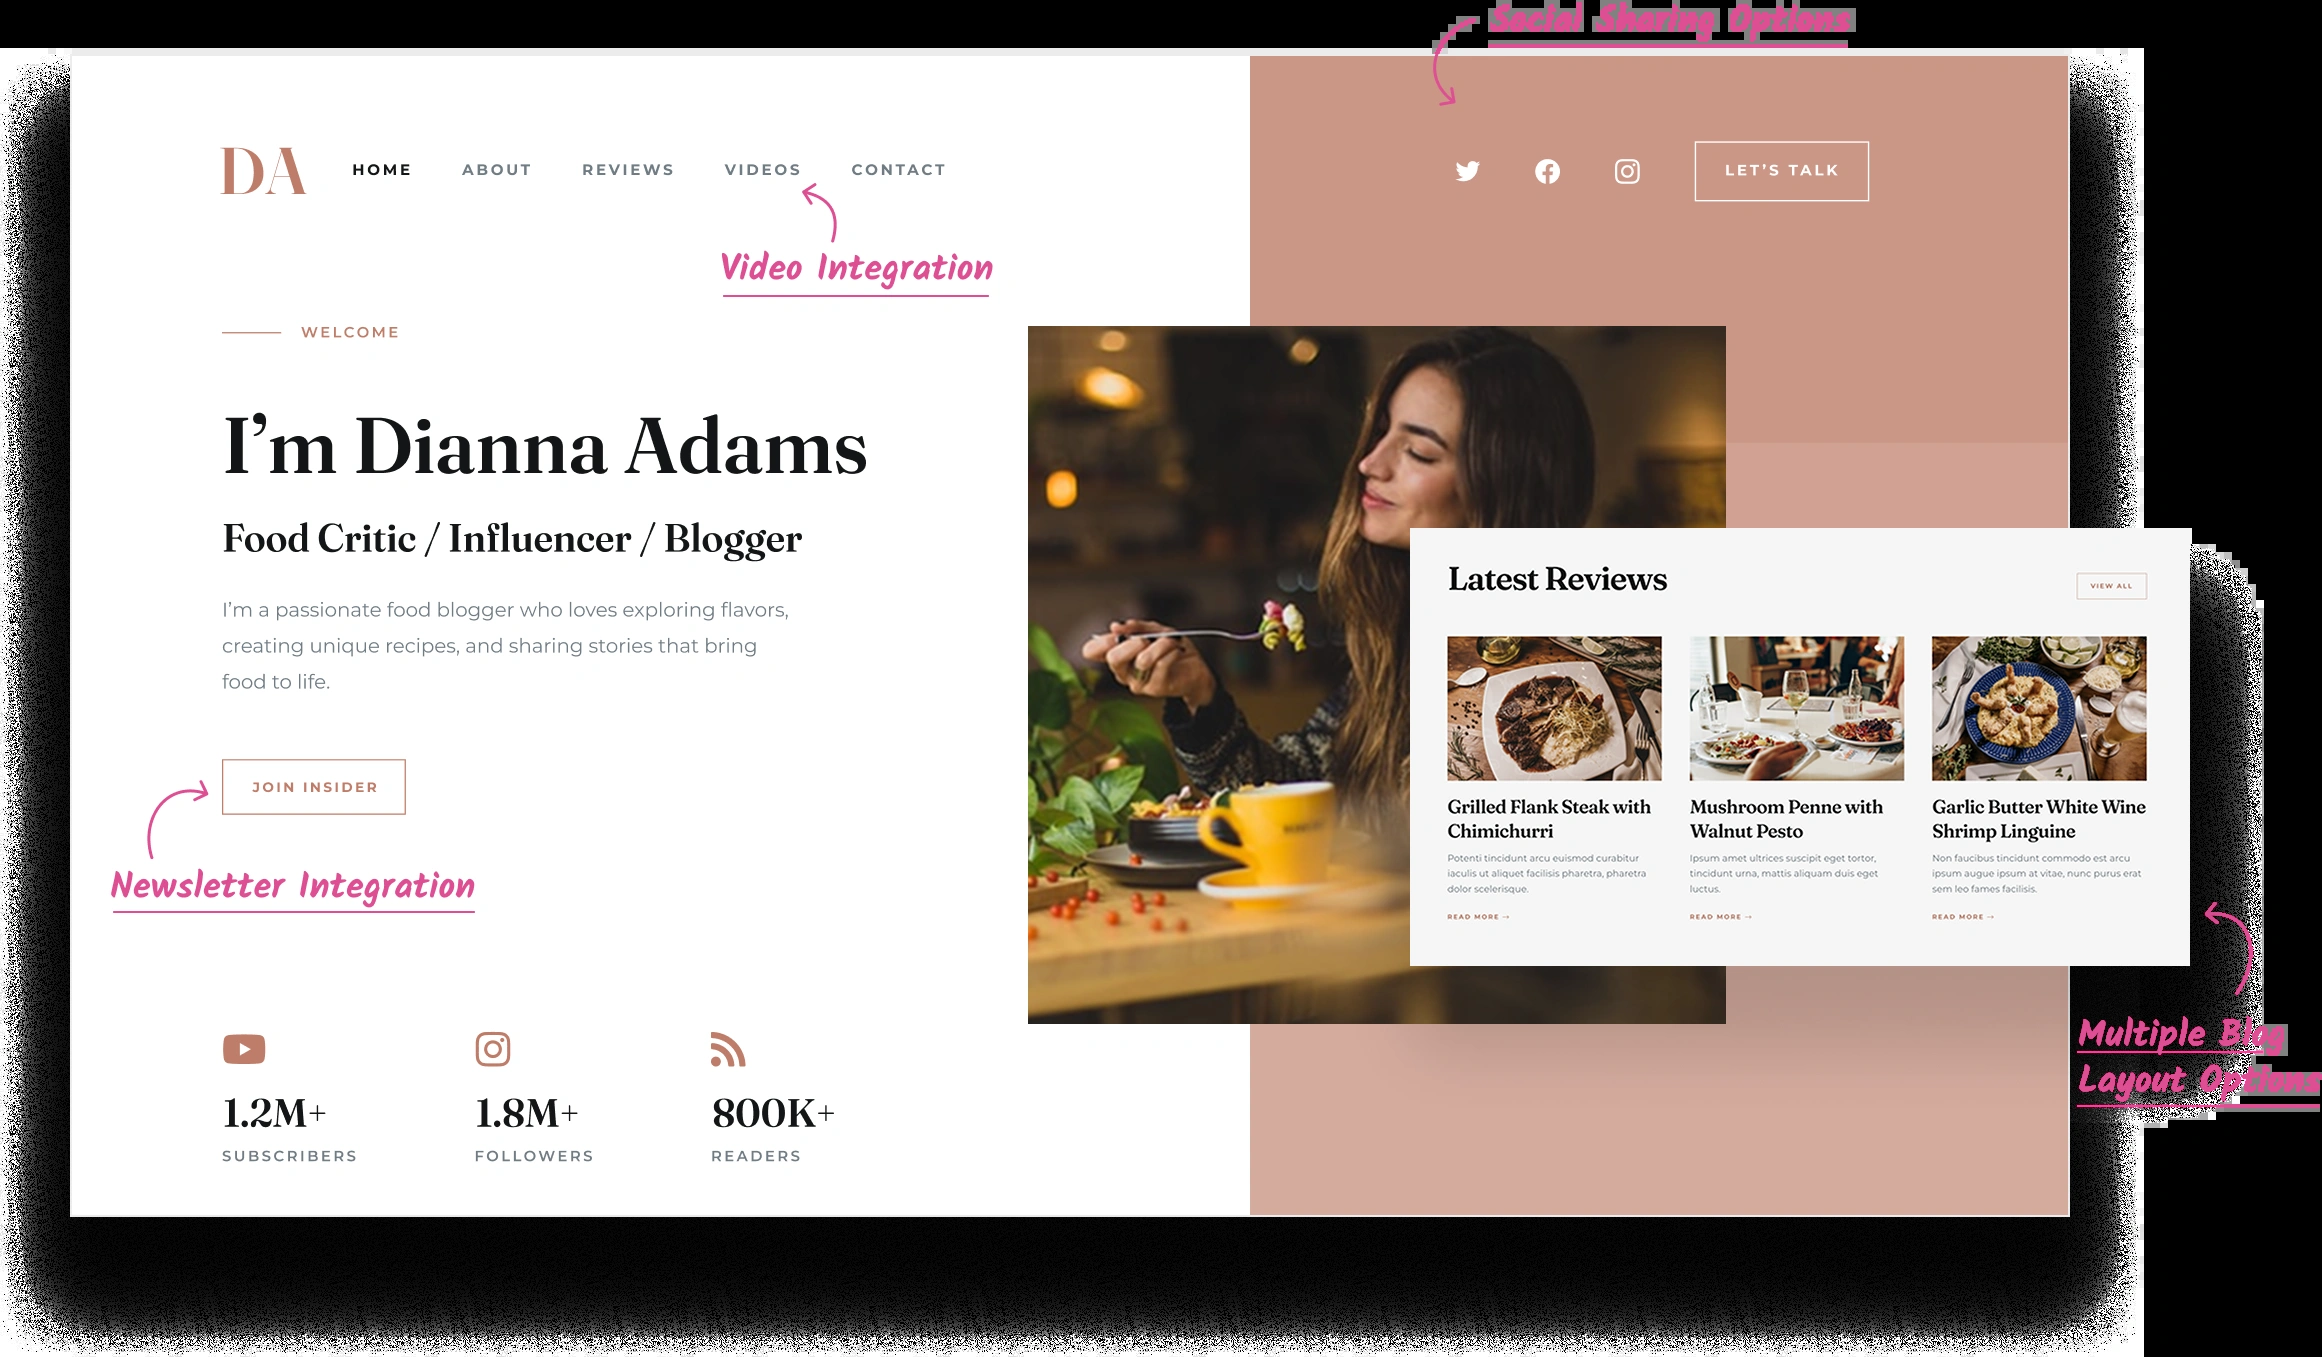 Social Sharing Options
DA
HOME
ABOUT
REVIEWS
VIDEOS
CONTACT
LET’S TALK
Video Integration
WELCOME
I’m Dianna Adams
Food Critic / Influencer / Blogger
I’m a passionate food blogger who loves exploring flavors,
creating unique recipes, and sharing stories that bring
food to life.
JOIN INSIDER
Newsletter Integration
1.2M+
SUBSCRIBERS
1.8M+
FOLLOWERS
800K+
READERS
Latest Reviews
VIEW ALL
Grilled Flank Steak with
Chimichurri
Potenti tincidunt arcu euismod curabitur
iaculis ut aliquet facilisis pharetra, pharetra
dolor scelerisque.
READ MORE →
Mushroom Penne with
Walnut Pesto
Ipsum amet ultrices suscipit eget tortor,
tincidunt urna, mattis aliquam duis eget
luctus.
READ MORE →
Garlic Butter White Wine
Shrimp Linguine
Non faucibus tincidunt commodo est arcu
ipsum augue ipsum at vitae, nunc purus erat
sem leo fames facilisis.
READ MORE →
Multiple Blog
Layout Options